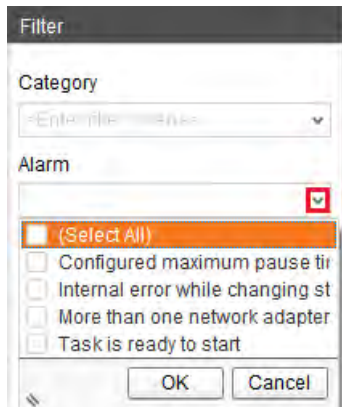 Filter
Category
Alarm
(Select All)
Configured maximum pause tir
Internal error while changing st
More than one network adapter
Task is ready to start
OK Cancel